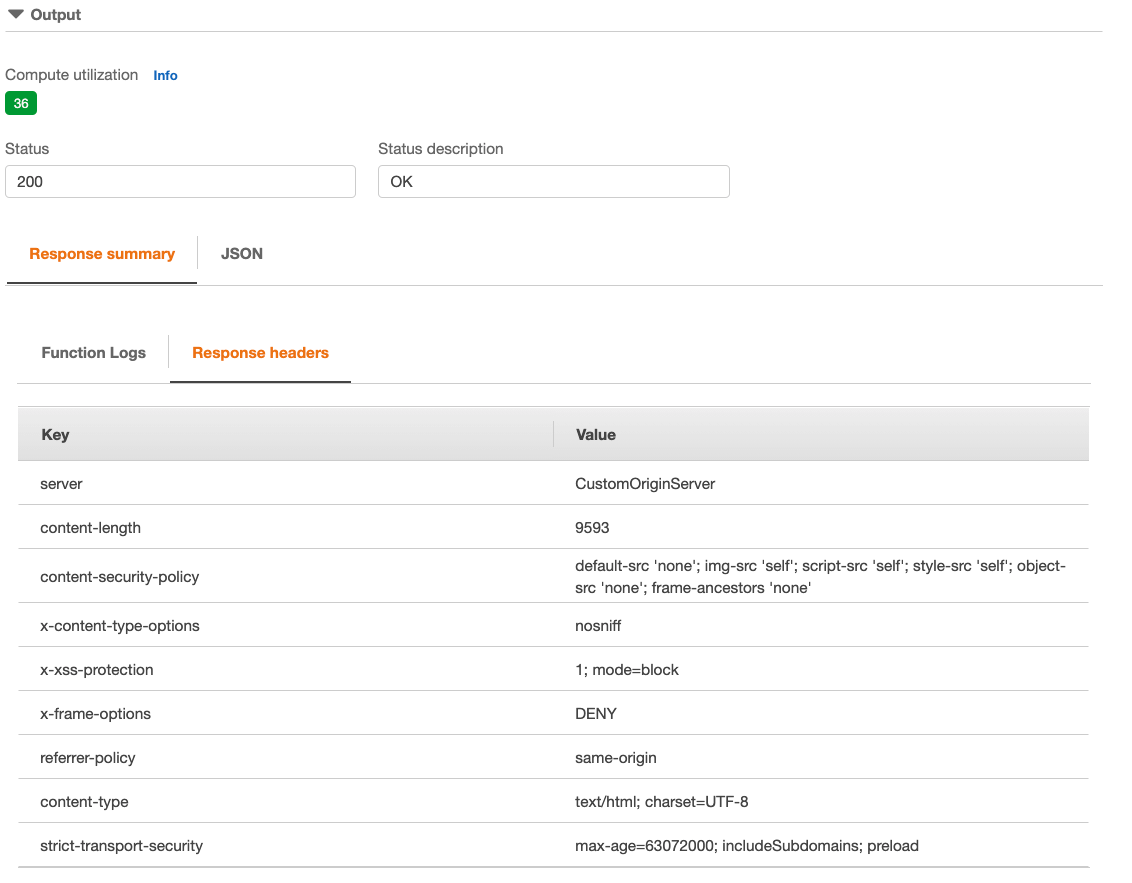 Output
Compute utilization Info
36
Status Status description
200 OK
Response summary JSON
Function Logs Response headers
Key Value
server CustomOriginServer
content-length 9593
content-security-policy default-src 'none'; img-src 'self'; script-src 'self'; style-src 'self'; object-
src 'none'; frame-ancestors 'none'
x-content-type-options nosniff
x-xss-protection 1; mode=block
x-frame-options DENY
referrer-policy same-origin
content-type text/html; charset=UTF-8
strict-transport-security max-age=63072000; includeSubdomains; preload